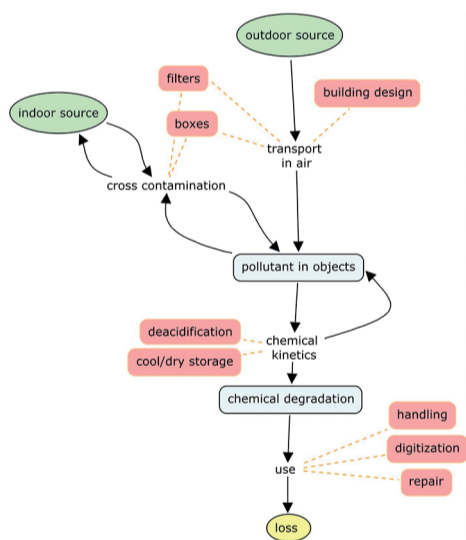 outdoor source
filters
building design
indoor source
boxes
transport
in air
cross contamination
pollutant in objects
deacidification
chemical
kinetics
cool/dry storage
chemical degradation
handling
digitization
use
repair
loss